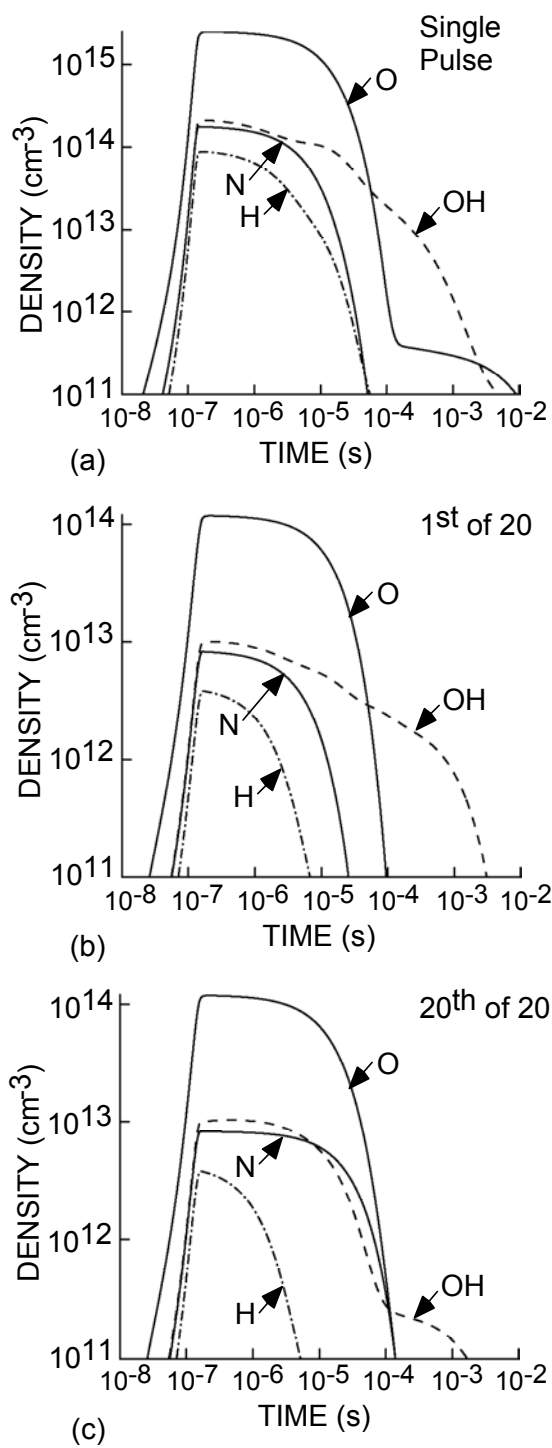 Single
Pulse
DENSITY (cm-3)
10^15
10^14
10^13
10^12
10^11
O
N
H
OH
10^-8 10^-7 10^-6 10^-5 10^-4 10^-3 10^-2
TIME (s)
(a)
1st of 20
DENSITY (cm-3)
10^14
10^13
10^12
10^11
O
N
H
OH
10^-8 10^-7 10^-6 10^-5 10^-4 10^-3 10^-2
TIME (s)
(b)
20th of 20
DENSITY (cm-3)
10^14
10^13
10^12
10^11
O
N
H
OH
10^-8 10^-7 10^-6 10^-5 10^-4 10^-3 10^-2
TIME (s)
(c)